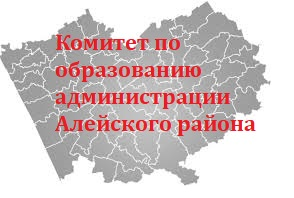 Комитет по
образованию
администрации
Алейского района